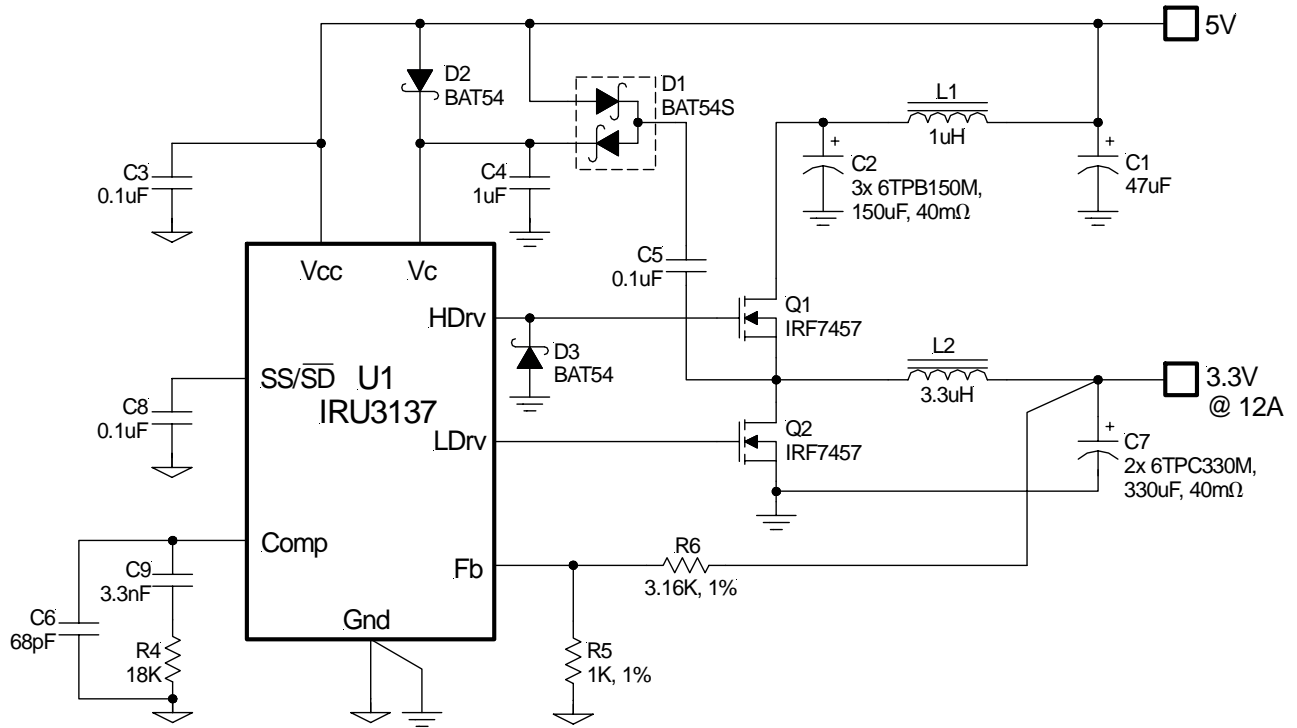 5V
D2
BAT54
D1
BAT54S
L1
1uH
C3
0.1uF
C4
1uF
C2
3x 6TPB150M,
150uF, 40mΩ
C1
47uF
Vcc
Vc
C5
0.1uF
HDrv
Q1
IRF7457
D3
BAT54
L2
3.3uH
3.3V
@ 12A
SS/SD
U1
IRU3137
C8
0.1uF
LDrv
Q2
IRF7457
C7
2x 6TPC330M,
330uF, 40mΩ
Comp
Fb
R6
3.16K, 1%
C9
3.3nF
C6
68pF
Gnd
R4
18K
R5
1K, 1%